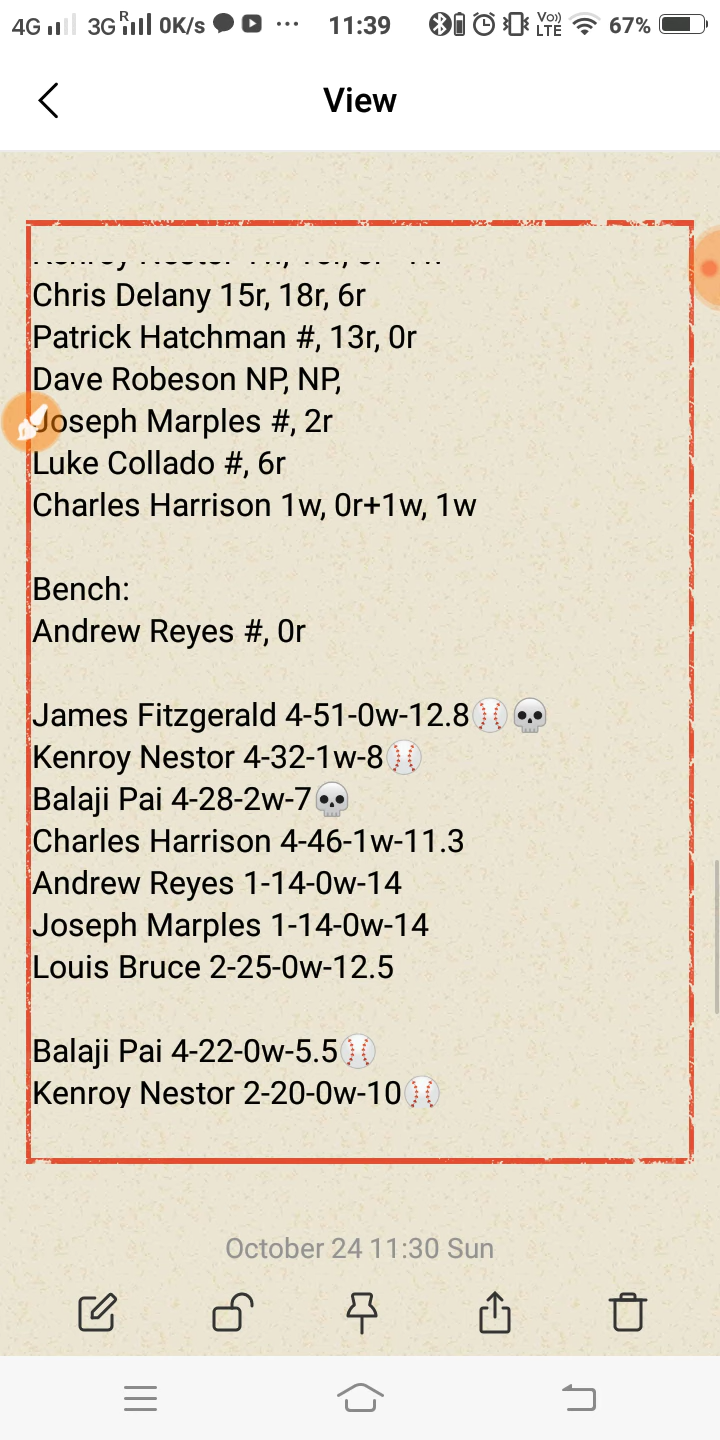 4G 3G R 0K/s ··· 11:39 Vo)) LTE 67%
View
Chris Delany 15r, 18r, 6r
Patrick Hatchman #, 13r, 0r
Dave Robeson NP, NP,
Joseph Marples #, 2r
Luke Collado #, 6r
Charles Harrison 1w, 0r+1w, 1w
Bench:
Andrew Reyes #, 0r
James Fitzgerald 4-51-0w-12.8⚾💀
Kenroy Nestor 4-32-1w-8⚾
Balaji Pai 4-28-2w-7💀
Charles Harrison 4-46-1w-11.3
Andrew Reyes 1-14-0w-14
Joseph Marples 1-14-0w-14
Louis Bruce 2-25-0w-12.5
Balaji Pai 4-22-0w-5.5⚾
Kenroy Nestor 2-20-0w-10⚾
October 24 11:30 Sun